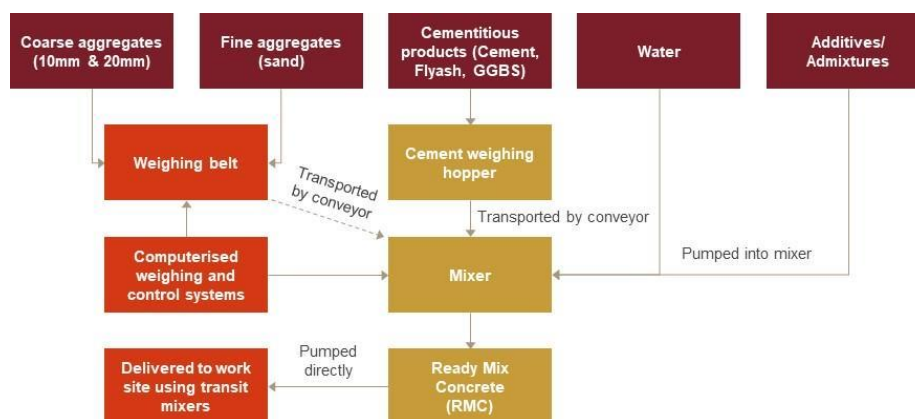 Coarse aggregates
(10mm & 20mm)
Fine aggregates
(sand)
Cementitious
products (Cement,
Flyash, GGBS)
Water
Additives/
Admixtures
Weighing belt
Transported
by conveyor
Cement weighing
hopper
Transported by conveyor
Computerised
weighing and
control systems
Mixer
Pumped into mixer
Delivered to work
site using transit
mixers
Pumped
directly
Ready Mix
Concrete
(RMC)